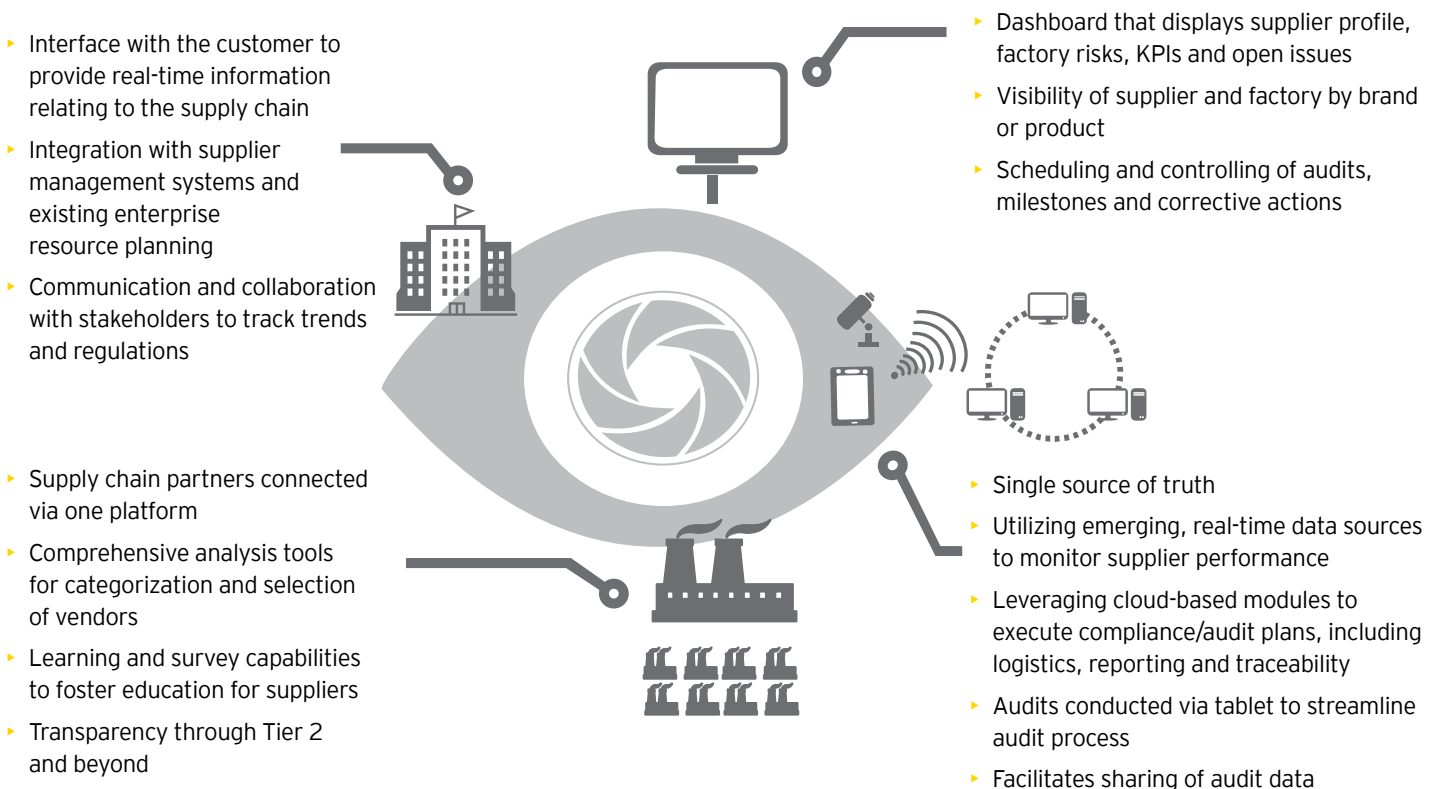 ▸ Interface with the customer to
provide real-time information
relating to the supply chain
▸ Integration with supplier
management systems and
existing enterprise
resource planning
▸ Communication and collaboration
with stakeholders to track trends
and regulations
▸ Dashboard that displays supplier profile,
factory risks, KPIs and open issues
▸ Visibility of supplier and factory by brand
or product
▸ Scheduling and controlling of audits,
milestones and corrective actions
▸ Supply chain partners connected
via one platform
▸ Comprehensive analysis tools
for categorization and selection
of vendors
▸ Learning and survey capabilities
to foster education for suppliers
▸ Transparency through Tier 2
and beyond
▸ Single source of truth
▸ Utilizing emerging, real-time data sources
to monitor supplier performance
▸ Leveraging cloud-based modules to
execute compliance/audit plans, including
logistics, reporting and traceability
▸ Audits conducted via tablet to streamline
audit process
▸ Facilitates sharing of audit data